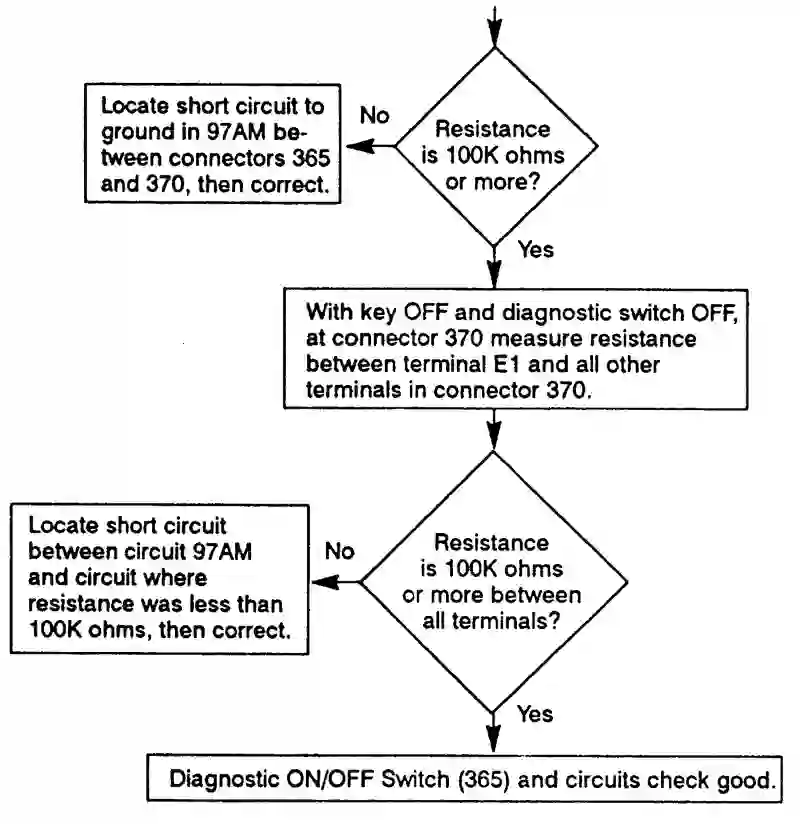 Resistance
is 100K ohms
or more?
No
Locate short circuit to
ground in 97AM be-
tween connectors 365
and 370, then correct.
Yes
With key OFF and diagnostic switch OFF,
at connector 370 measure resistance
between terminal E1 and all other
terminals in connector 370.
Resistance
is 100K ohms
or more between
all terminals?
No
Locate short circuit
between circuit 97AM
and circuit where
resistance was less than
100K ohms, then correct.
Yes
Diagnostic ON/OFF Switch (365) and circuits check good.